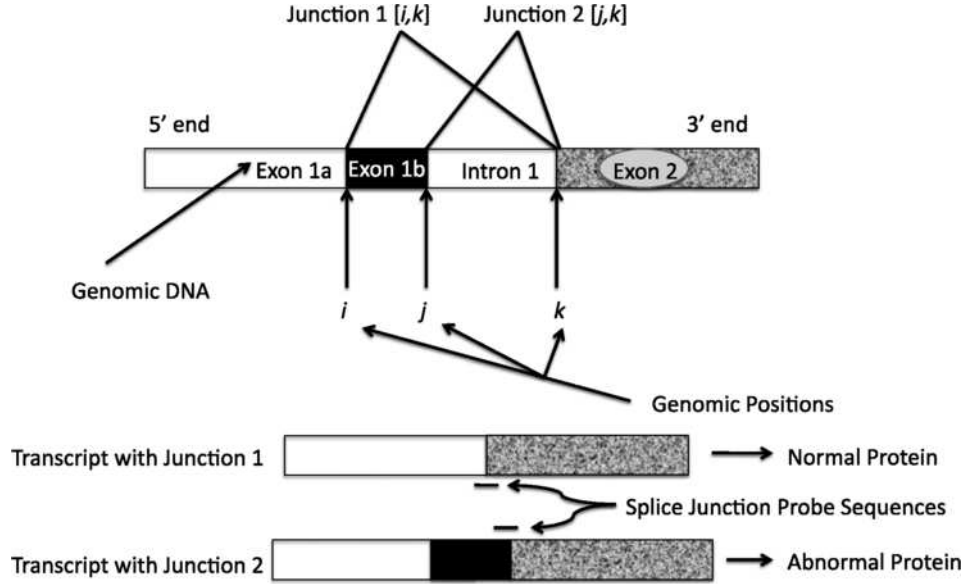 Junction 1 [i,k]
Junction 2 [j,k]
5' end
3' end
Exon 1a
Exon 1b
Intron 1
Exon 2
Genomic DNA
i
j
k
Genomic Positions
Transcript with Junction 1
Normal Protein
Splice Junction Probe Sequences
Transcript with Junction 2
Abnormal Protein